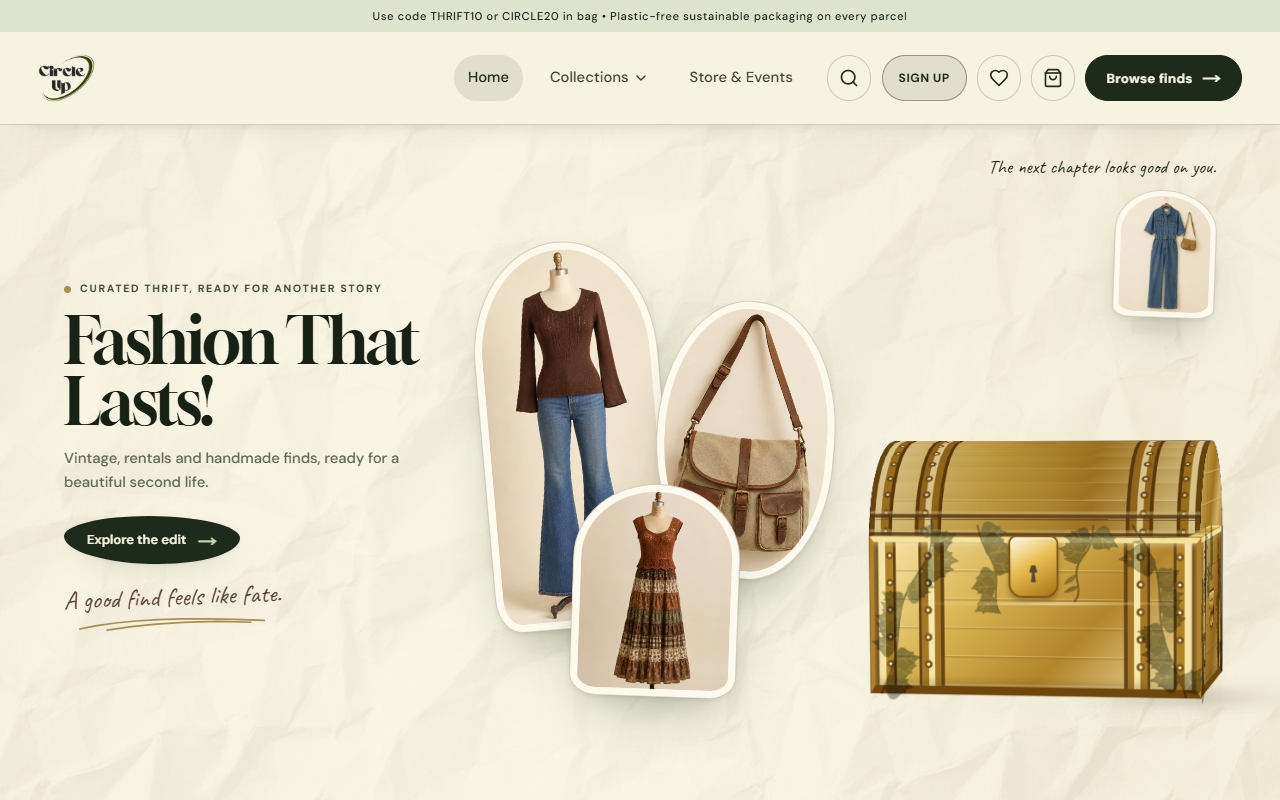 Use code THRIFT10 or CIRCLE20 in bag • Plastic-free sustainable packaging on every parcel
Circle
Up
Home
Collections
Store & Events
SIGN UP
Browse finds
The next chapter looks good on you.
CURATED THRIFT, READY FOR ANOTHER STORY
Fashion That
Lasts!
Vintage, rentals and handmade finds, ready for a
beautiful second life.
Explore the edit
A good find feels like fate.